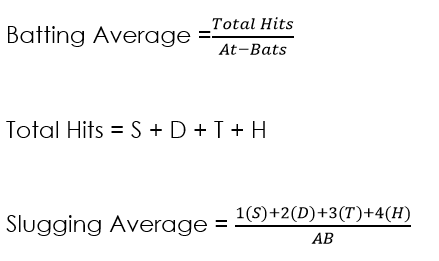 Batting Average = Total Hits / At−Bats
Total Hits = S + D + T + H
Slugging Average = 1(S)+2(D)+3(T)+4(H) / AB